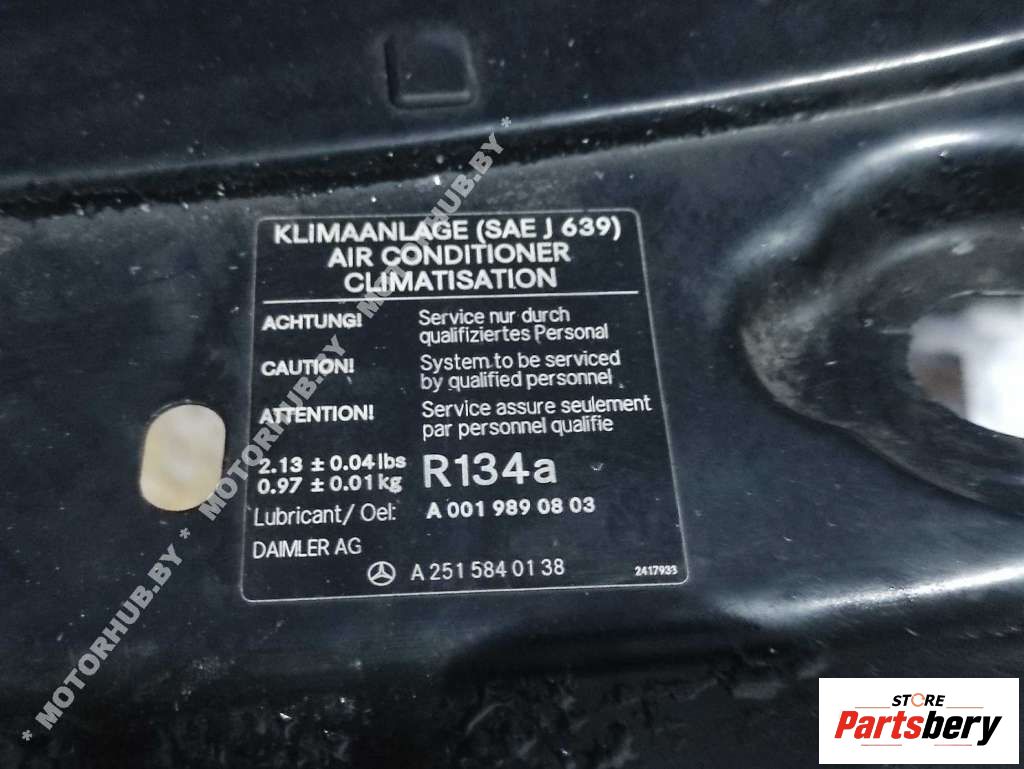 KLIMAANLAGE (SAE J 639)
AIR CONDITIONER
CLIMATISATION
ACHTUNG! Service nur durch
qualifiziertes Personal
CAUTION! System to be serviced
by qualified personnel
ATTENTION! Service assure seulement
par personnel qualifie
2.13 ± 0.04 lbs
0.97 ± 0.01 kg
R134a
Lubricant/ Oel: A 001 989 08 03
DAIMLER AG
A 251 584 01 38 2417933
* MOTORHUB.BY * MOTORHUB.BY * MOTORHUB.BY *
STORE
Partsbery